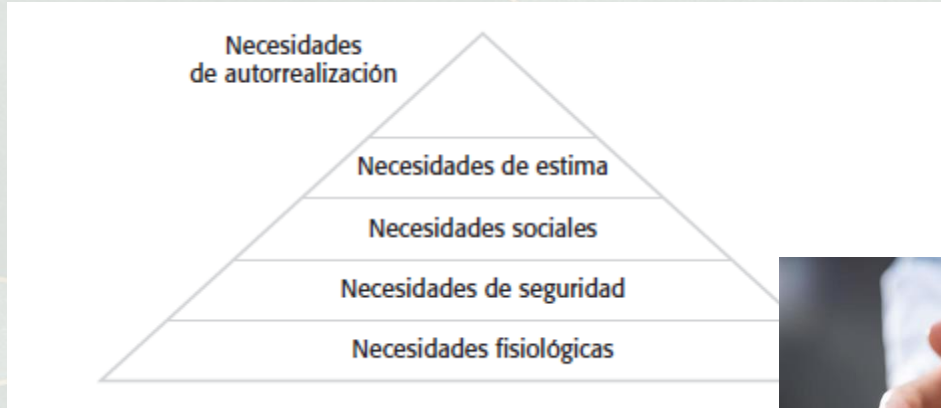 Necesidades
de autorrealización
Necesidades de estima
Necesidades sociales
Necesidades de seguridad
Necesidades fisiológicas